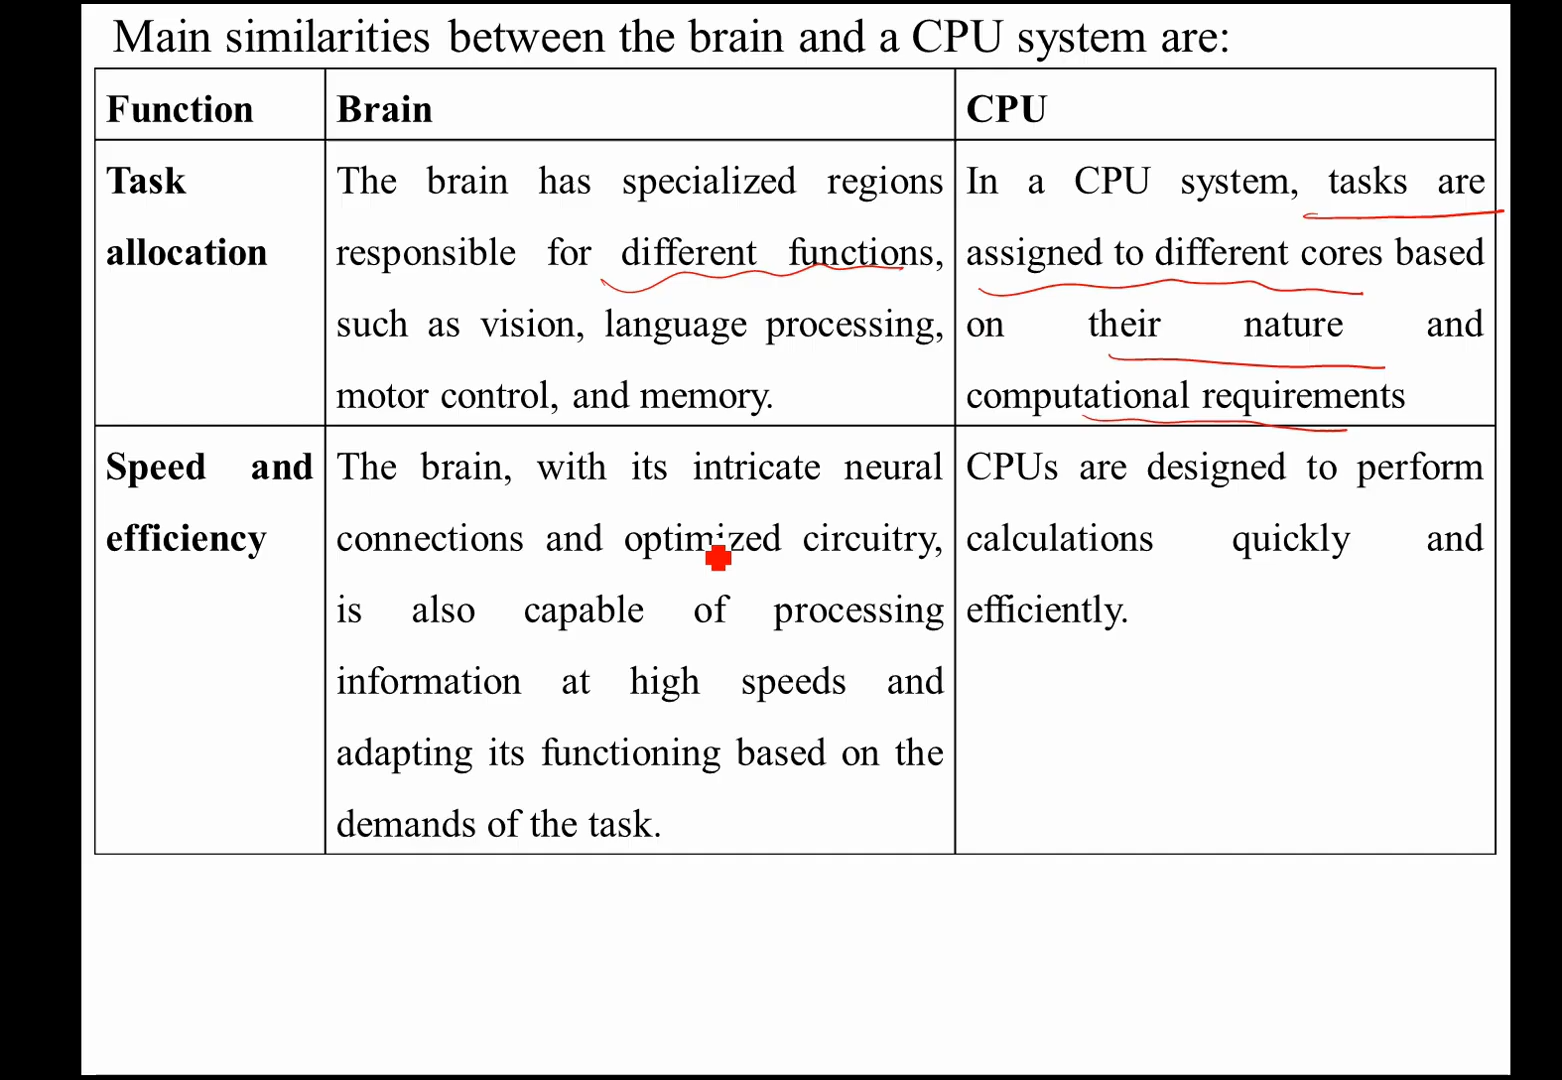 Main similarities between the brain and a CPU system are:
Function
Brain
CPU
Task
allocation
The brain has specialized regions
responsible for different functions,
such as vision, language processing,
motor control, and memory.
In a CPU system, tasks are
assigned to different cores based
on their nature and
computational requirements
Speed and
efficiency
The brain, with its intricate neural
connections and optimized circuitry,
is also capable of processing
information at high speeds and
adapting its functioning based on the
demands of the task.
CPUs are designed to perform
calculations quickly and
efficiently.